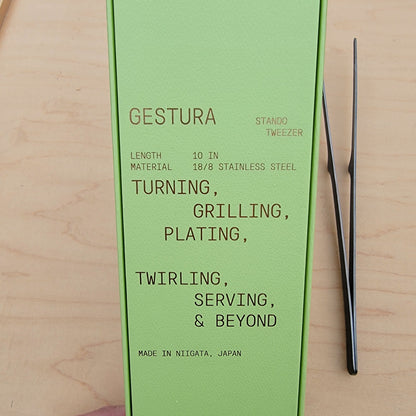 GESTURA
STANDO
TWEEZER
LENGTH 10 IN
MATERIAL 18/8 STAINLESS STEEL
TURNING,
GRILLING,
PLATING,
TWIRLING,
SERVING,
& BEYOND
MADE IN NIIGATA, JAPAN